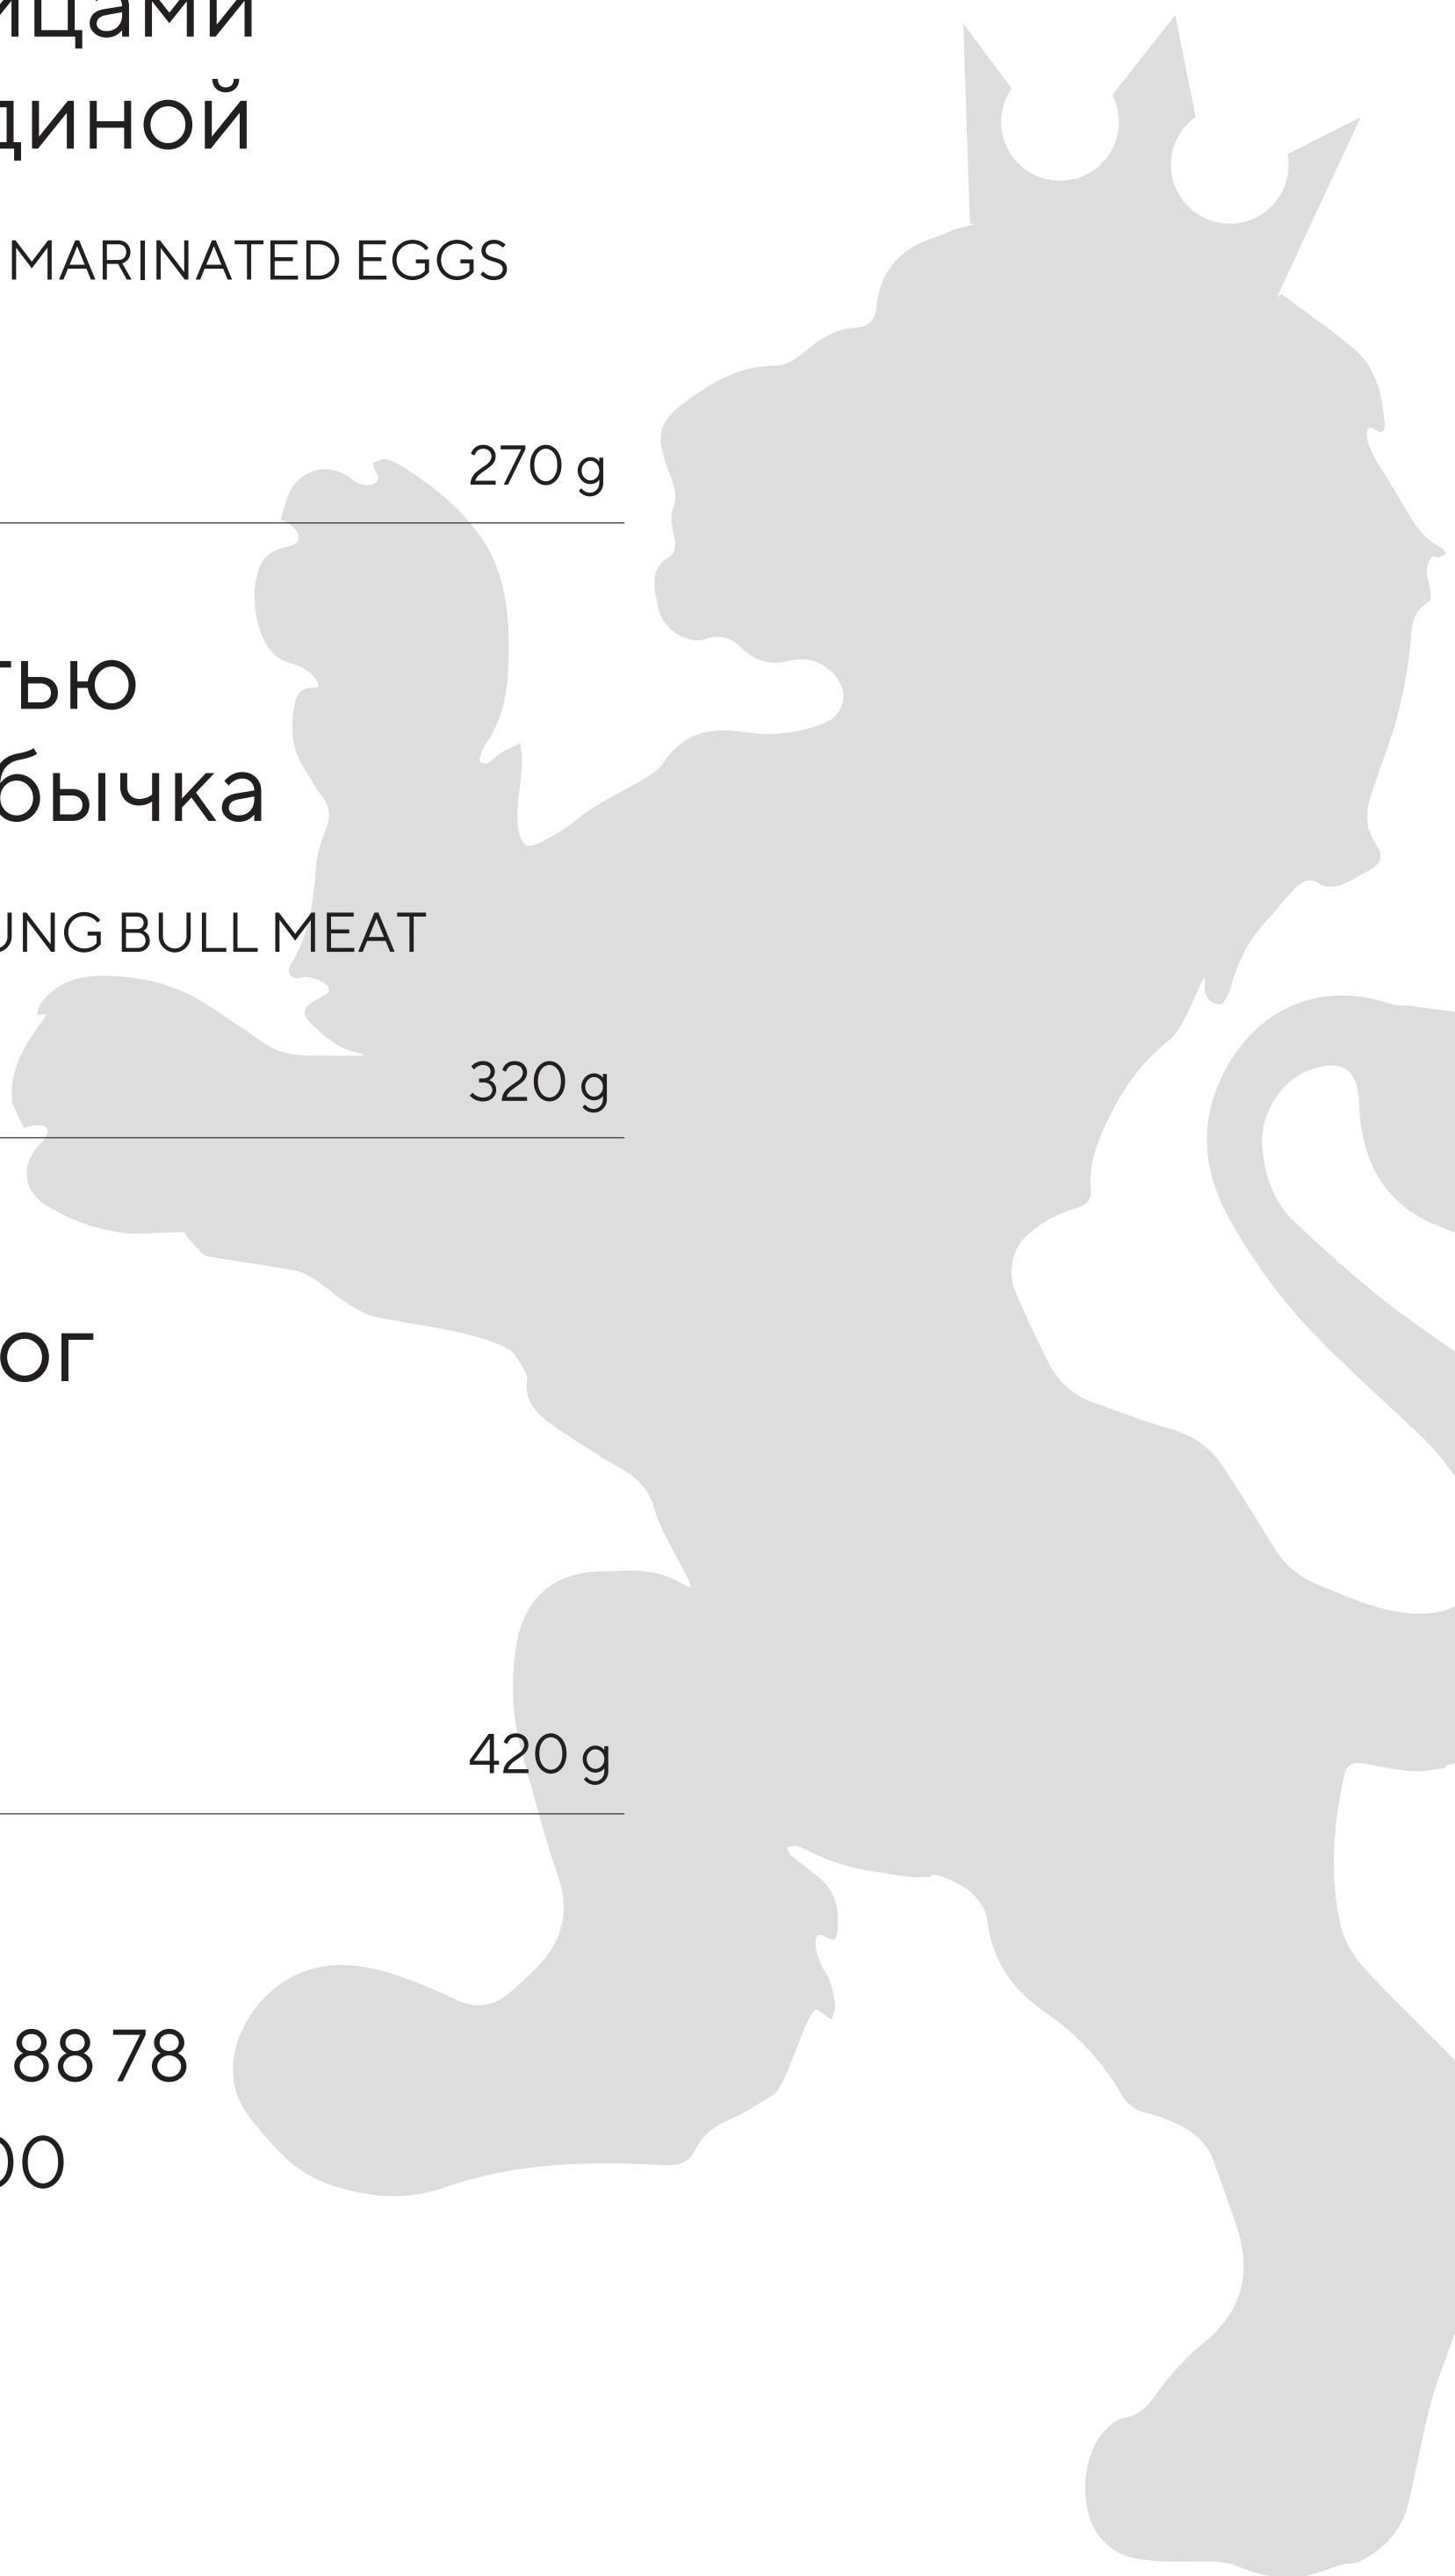 ицами
диной
MARINATED EGGS
270 g
тью
бычка
UNG BULL MEAT
320 g
ог
420 g
88 78
00